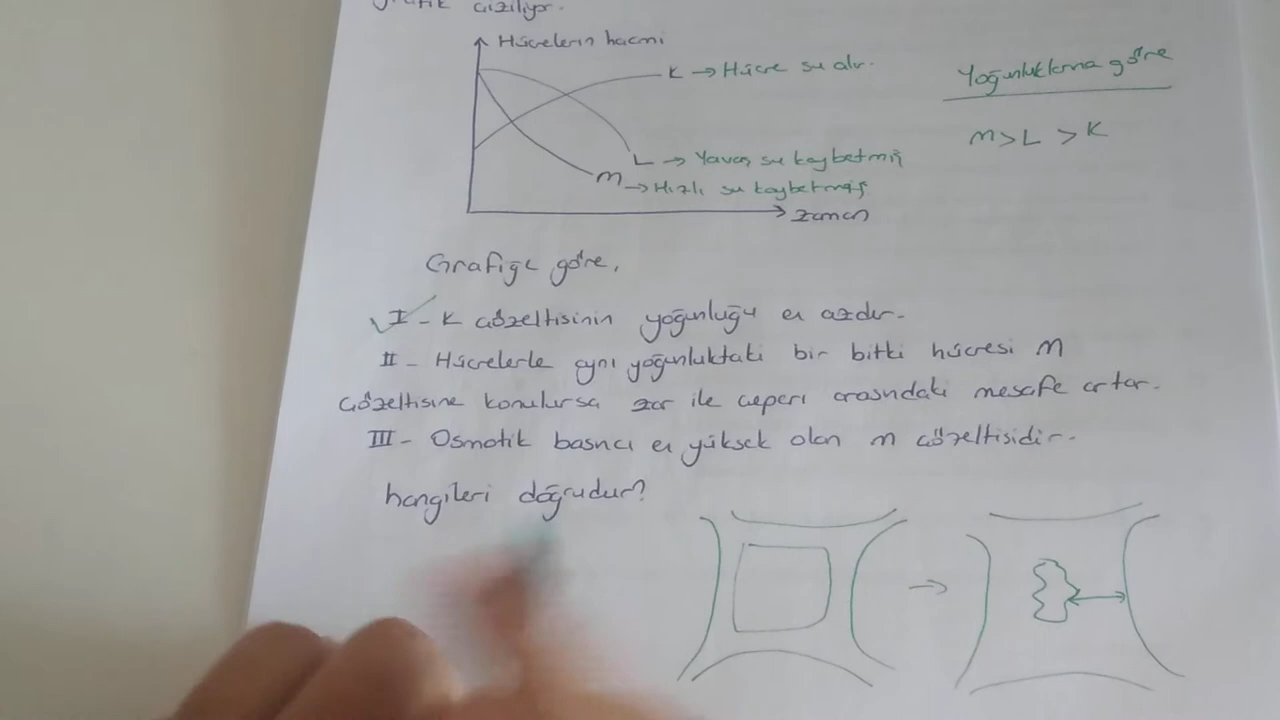 grafik çiziliyor.
Hücrelerin hacmi
K → Hücre su alır.
Yoğunluklarına göre
M > L > K
L → Yavaş su kaybetmiş
M → Hızlı su kaybetmiş
zaman
Grafiğe göre,
I - K çözeltisinin yoğunluğu en azdır.
II - Hücrelerle aynı yoğunluktaki bir bitki hücresi M
çözeltisine konulursa zar ile çeperi arasındaki mesafe artar.
III - Osmotik basıncı en yüksek olan M çözeltisidir.
hangileri doğrudur?